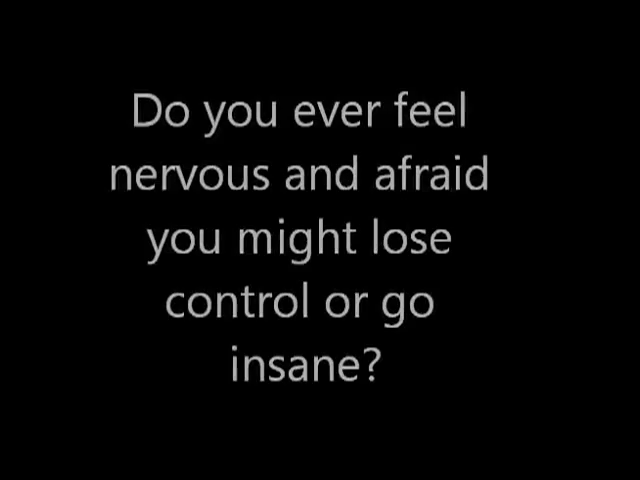 Do you ever feel
nervous and afraid
you might lose
control or go
insane?